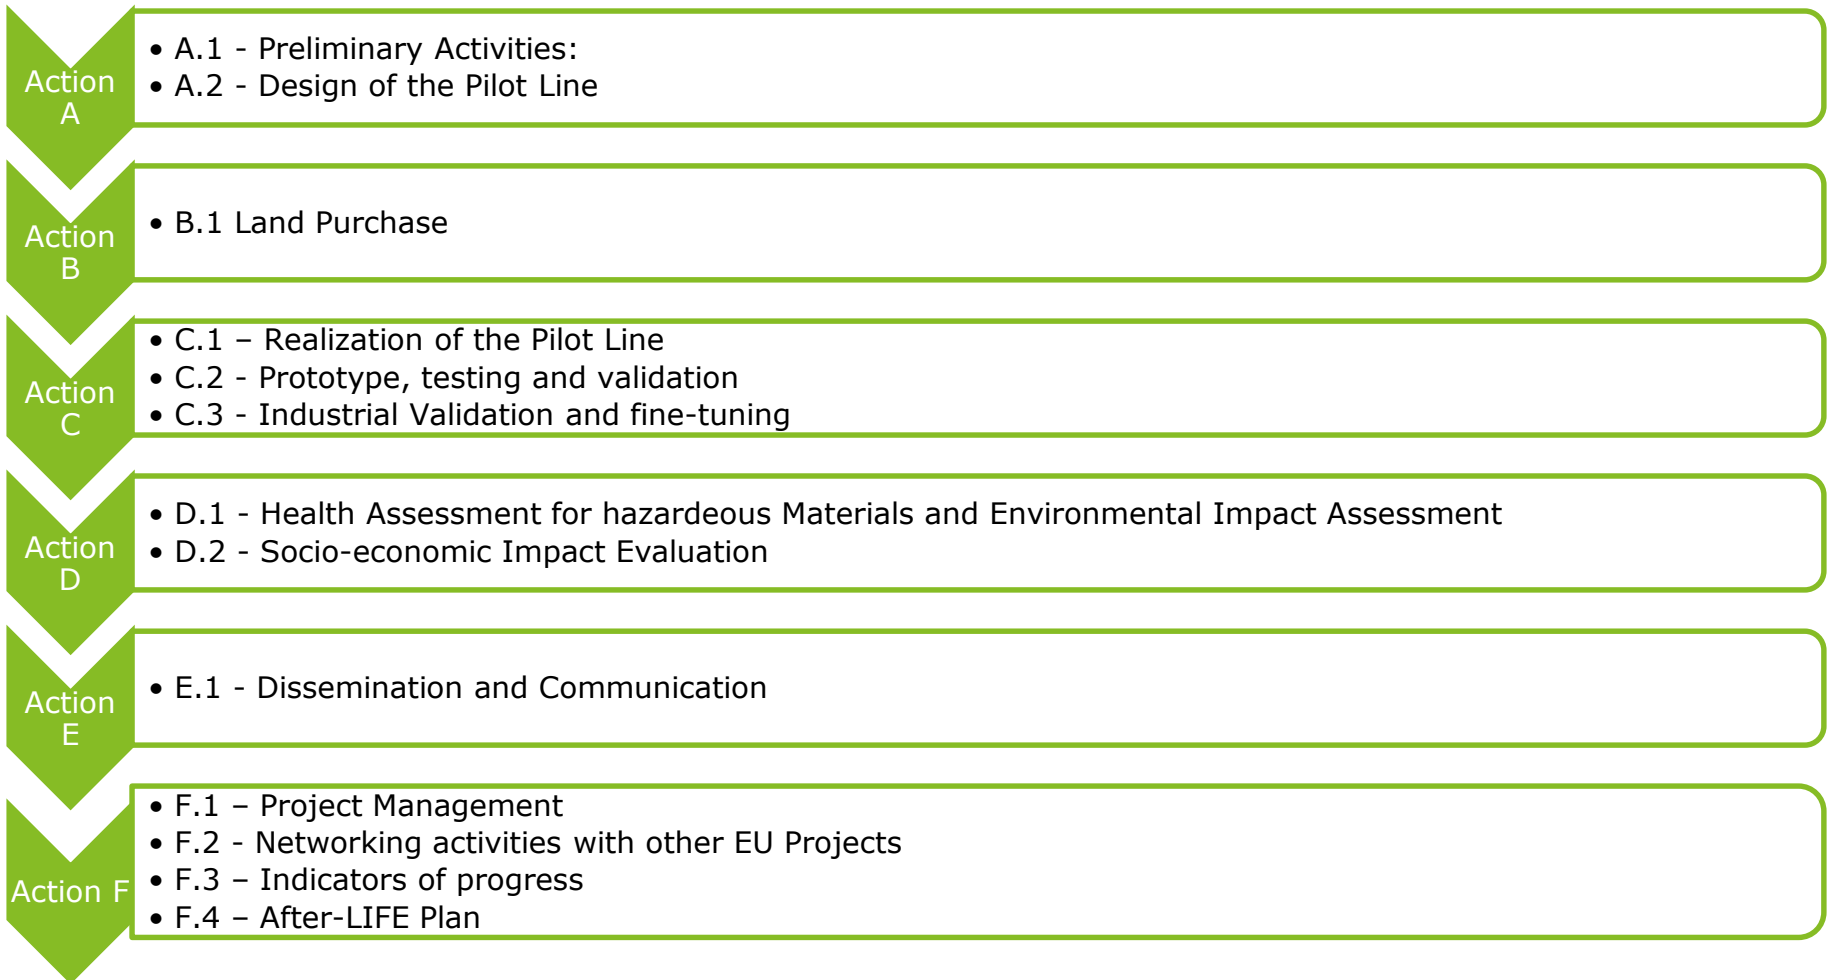 Action
A
• A.1 - Preliminary Activities:
• A.2 - Design of the Pilot Line
Action
B
• B.1 Land Purchase
Action
C
• C.1 – Realization of the Pilot Line
• C.2 - Prototype, testing and validation
• C.3 - Industrial Validation and fine-tuning
Action
D
• D.1 - Health Assessment for hazardeous Materials and Environmental Impact Assessment
• D.2 - Socio-economic Impact Evaluation
Action
E
• E.1 - Dissemination and Communication
Action F
• F.1 – Project Management
• F.2 - Networking activities with other EU Projects
• F.3 – Indicators of progress
• F.4 – After-LIFE Plan